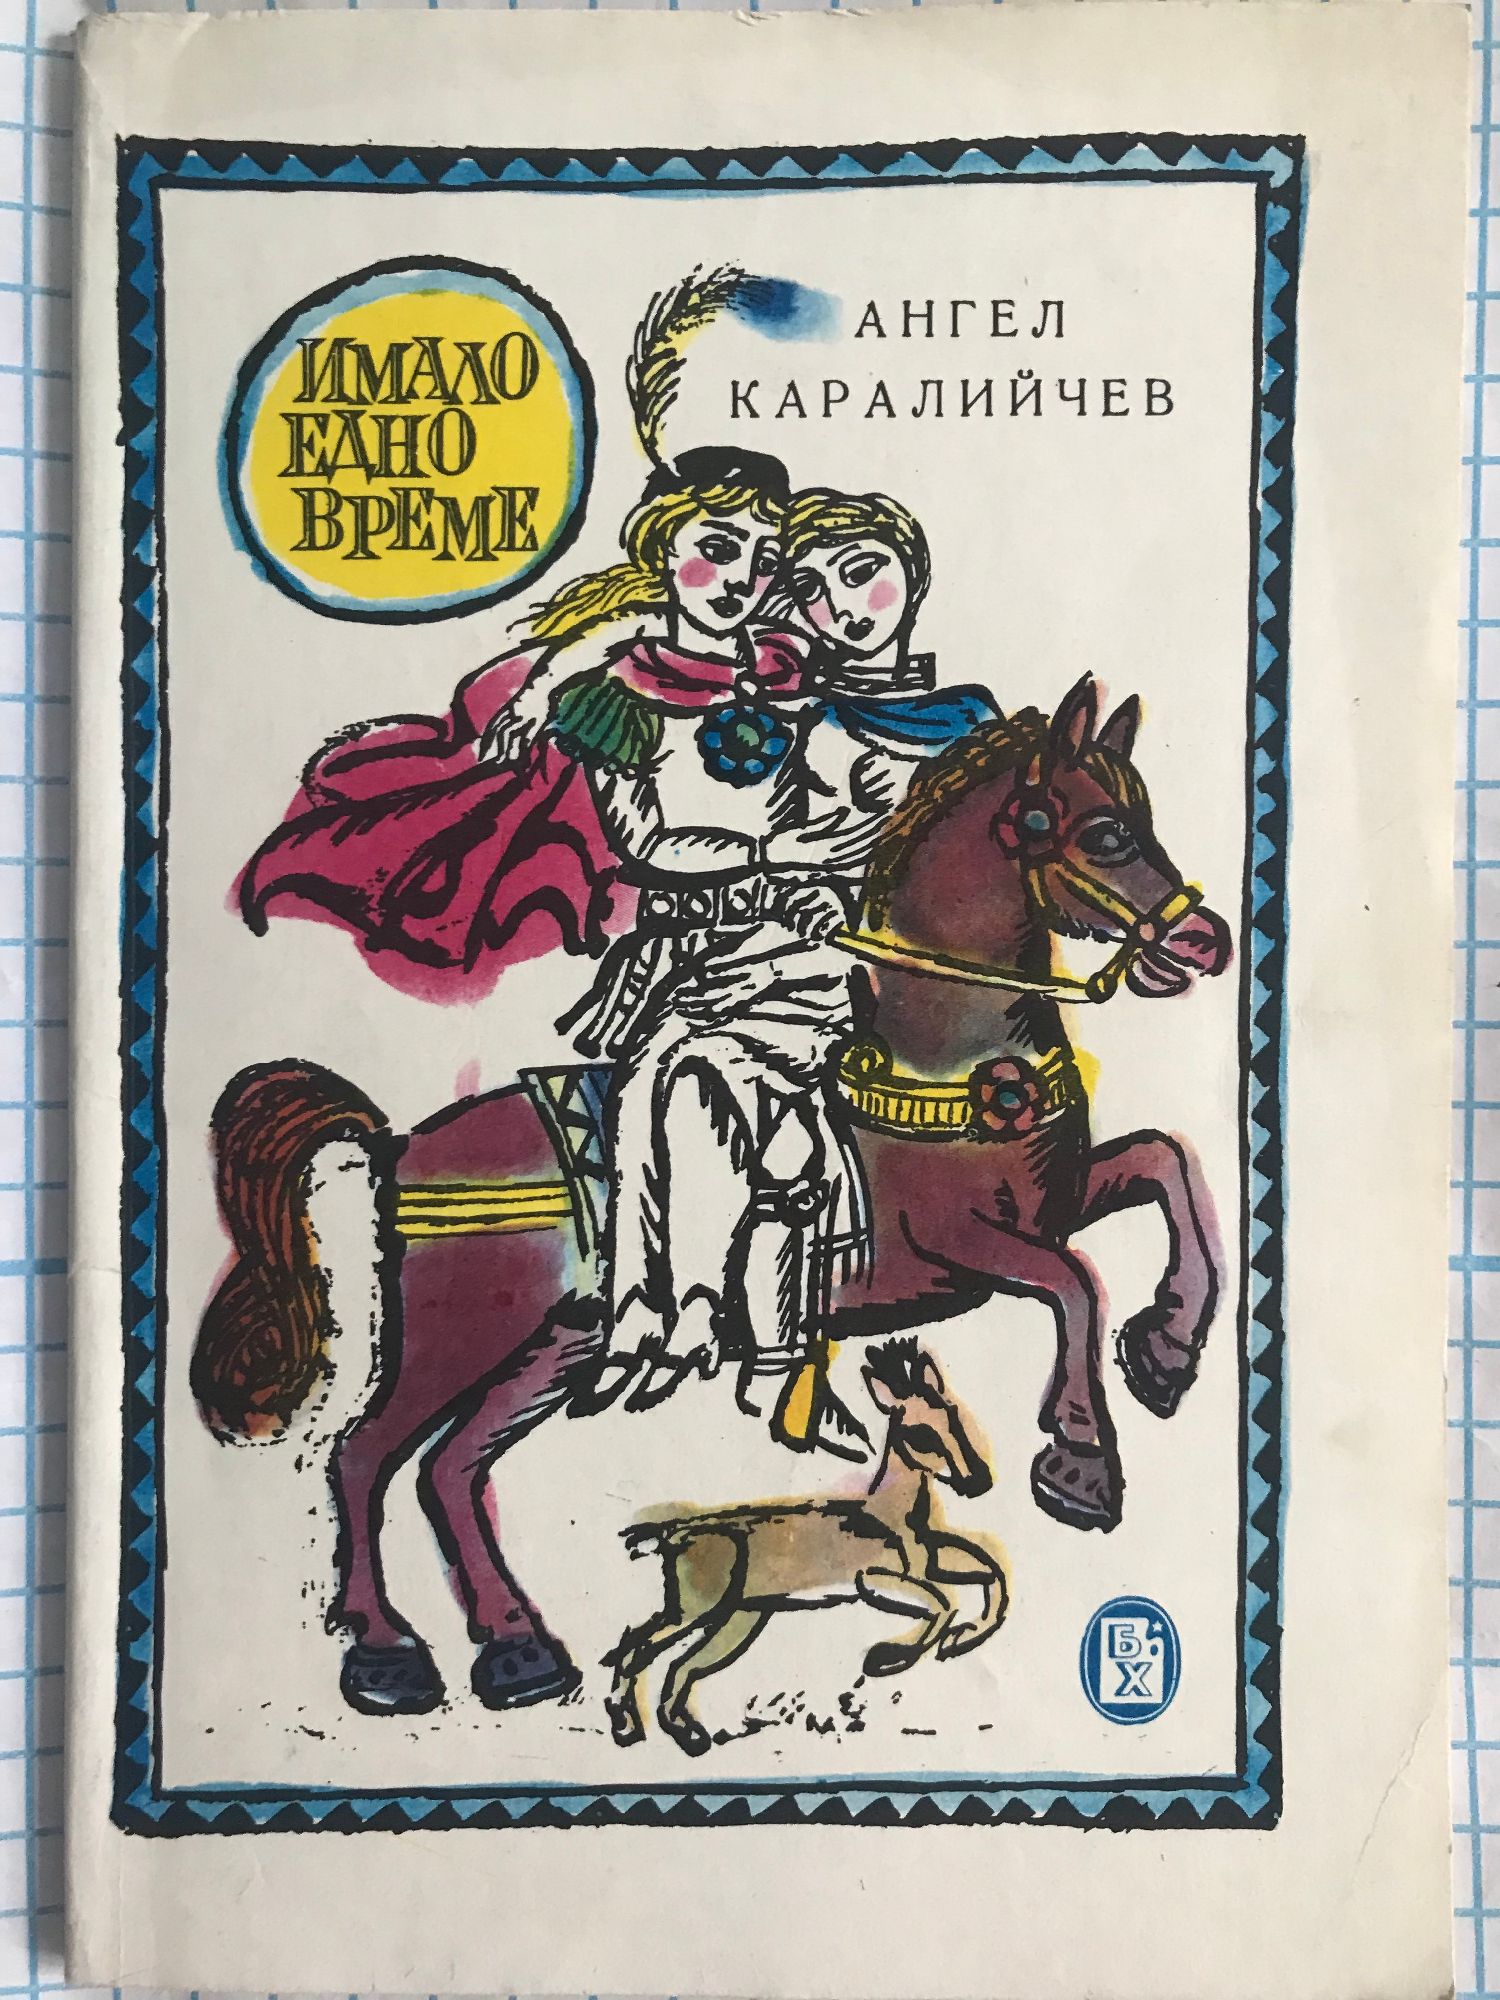 ИМАЛО
ЕДНО
ВРЕМЕ
АНГЕЛ
КАРАЛИЙЧЕВ
БХ